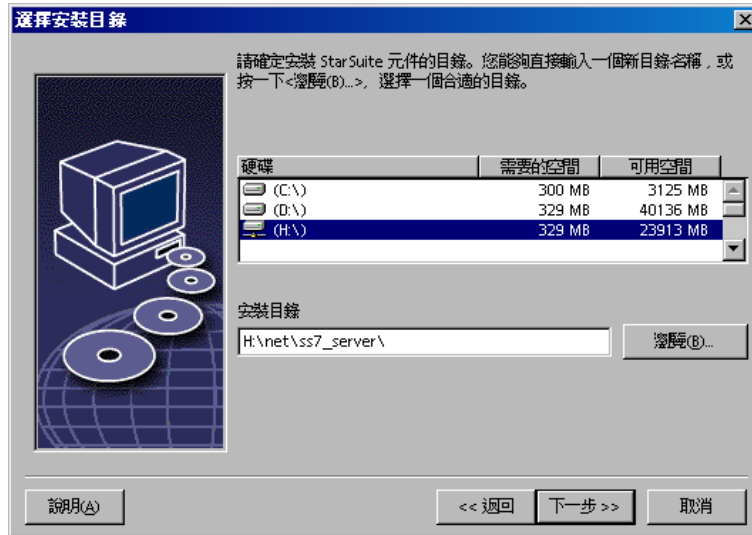 選擇安裝目錄
請確定安裝 StarSuite 元件的目錄。您能夠直接輸入一個新目錄名稱，或
按一下<瀏覽(B)...>, 選擇一個合適的目錄。
硬碟 需要的空間 可用空間
(C:\) 300 MB 3125 MB
(D:\) 329 MB 40136 MB
(H:\) 329 MB 23913 MB
安裝目錄
H:\net\ss7_server\ 瀏覽(B)...
說明(A) << 返回 下一步 >> 取消